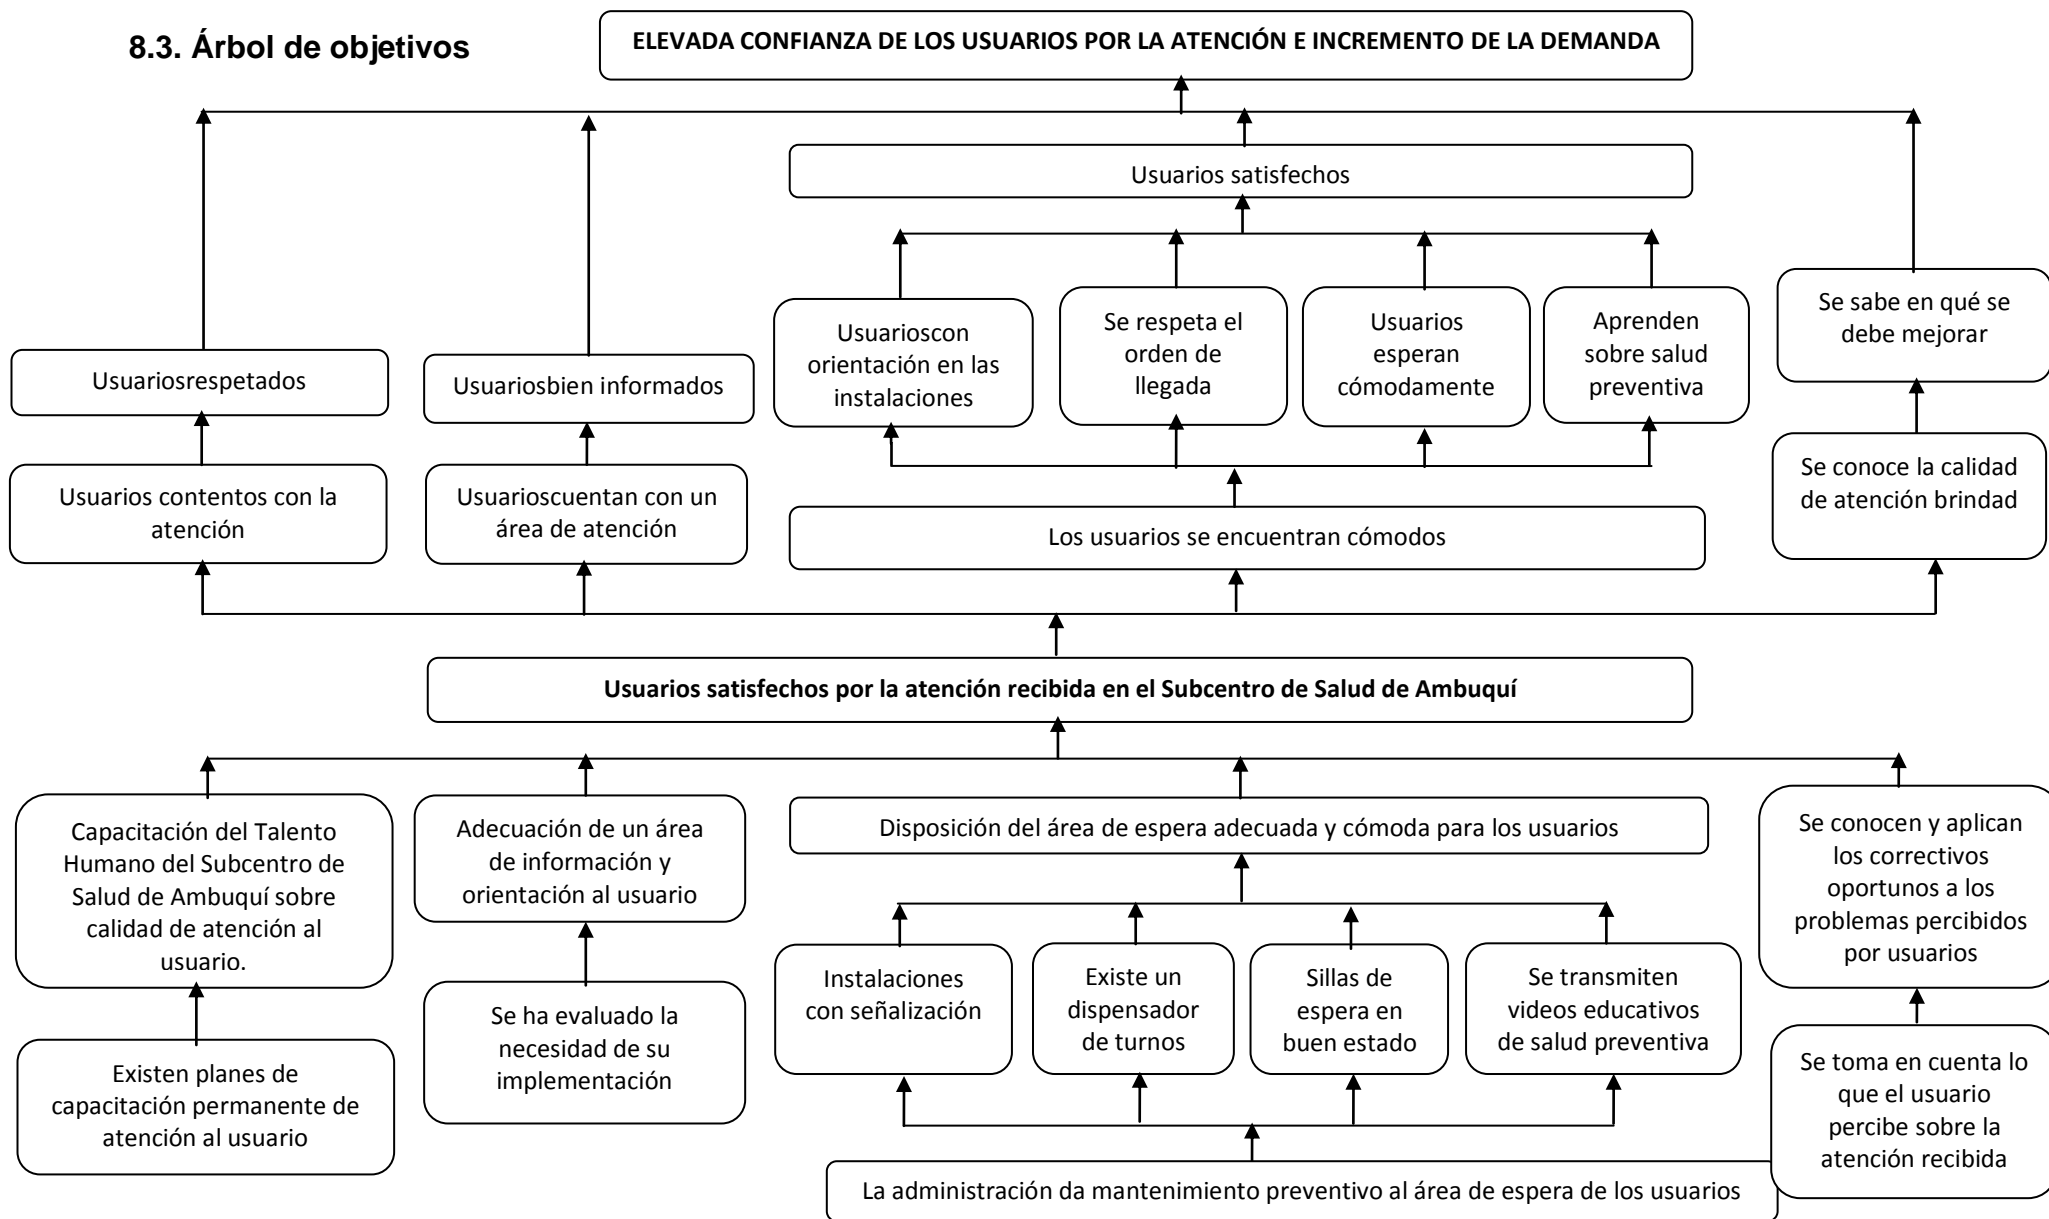 8.3. Árbol de objetivos
ELEVADA CONFIANZA DE LOS USUARIOS POR LA ATENCIÓN E INCREMENTO DE LA DEMANDA
Usuarios satisfechos
Usuarioscon
orientación en las
instalaciones
Se respeta el
orden de
llegada
Usuarios
esperan
cómodamente
Aprenden
sobre salud
preventiva
Se sabe en qué se
debe mejorar
Usuariosrespetados
Usuariosbien informados
Usuarios contentos con la
atención
Usuarioscuentan con un
área de atención
Los usuarios se encuentran cómodos
Se conoce la calidad
de atención brindad
Usuarios satisfechos por la atención recibida en el Subcentro de Salud de Ambuquí
Capacitación del Talento
Humano del Subcentro de
Salud de Ambuquí sobre
calidad de atención al
usuario.
Adecuación de un área
de información y
orientación al usuario
Disposición del área de espera adecuada y cómoda para los usuarios
Se conocen y aplican
los correctivos
oportunos a los
problemas percibidos
por usuarios
Instalaciones
con señalización
Existe un
dispensador
de turnos
Sillas de
espera en
buen estado
Se transmiten
videos educativos
de salud preventiva
Existen planes de
capacitación permanente de
atención al usuario
Se ha evaluado la
necesidad de su
implementación
Se toma en cuenta lo
que el usuario
percibe sobre la
atención recibida
La administración da mantenimiento preventivo al área de espera de los usuarios